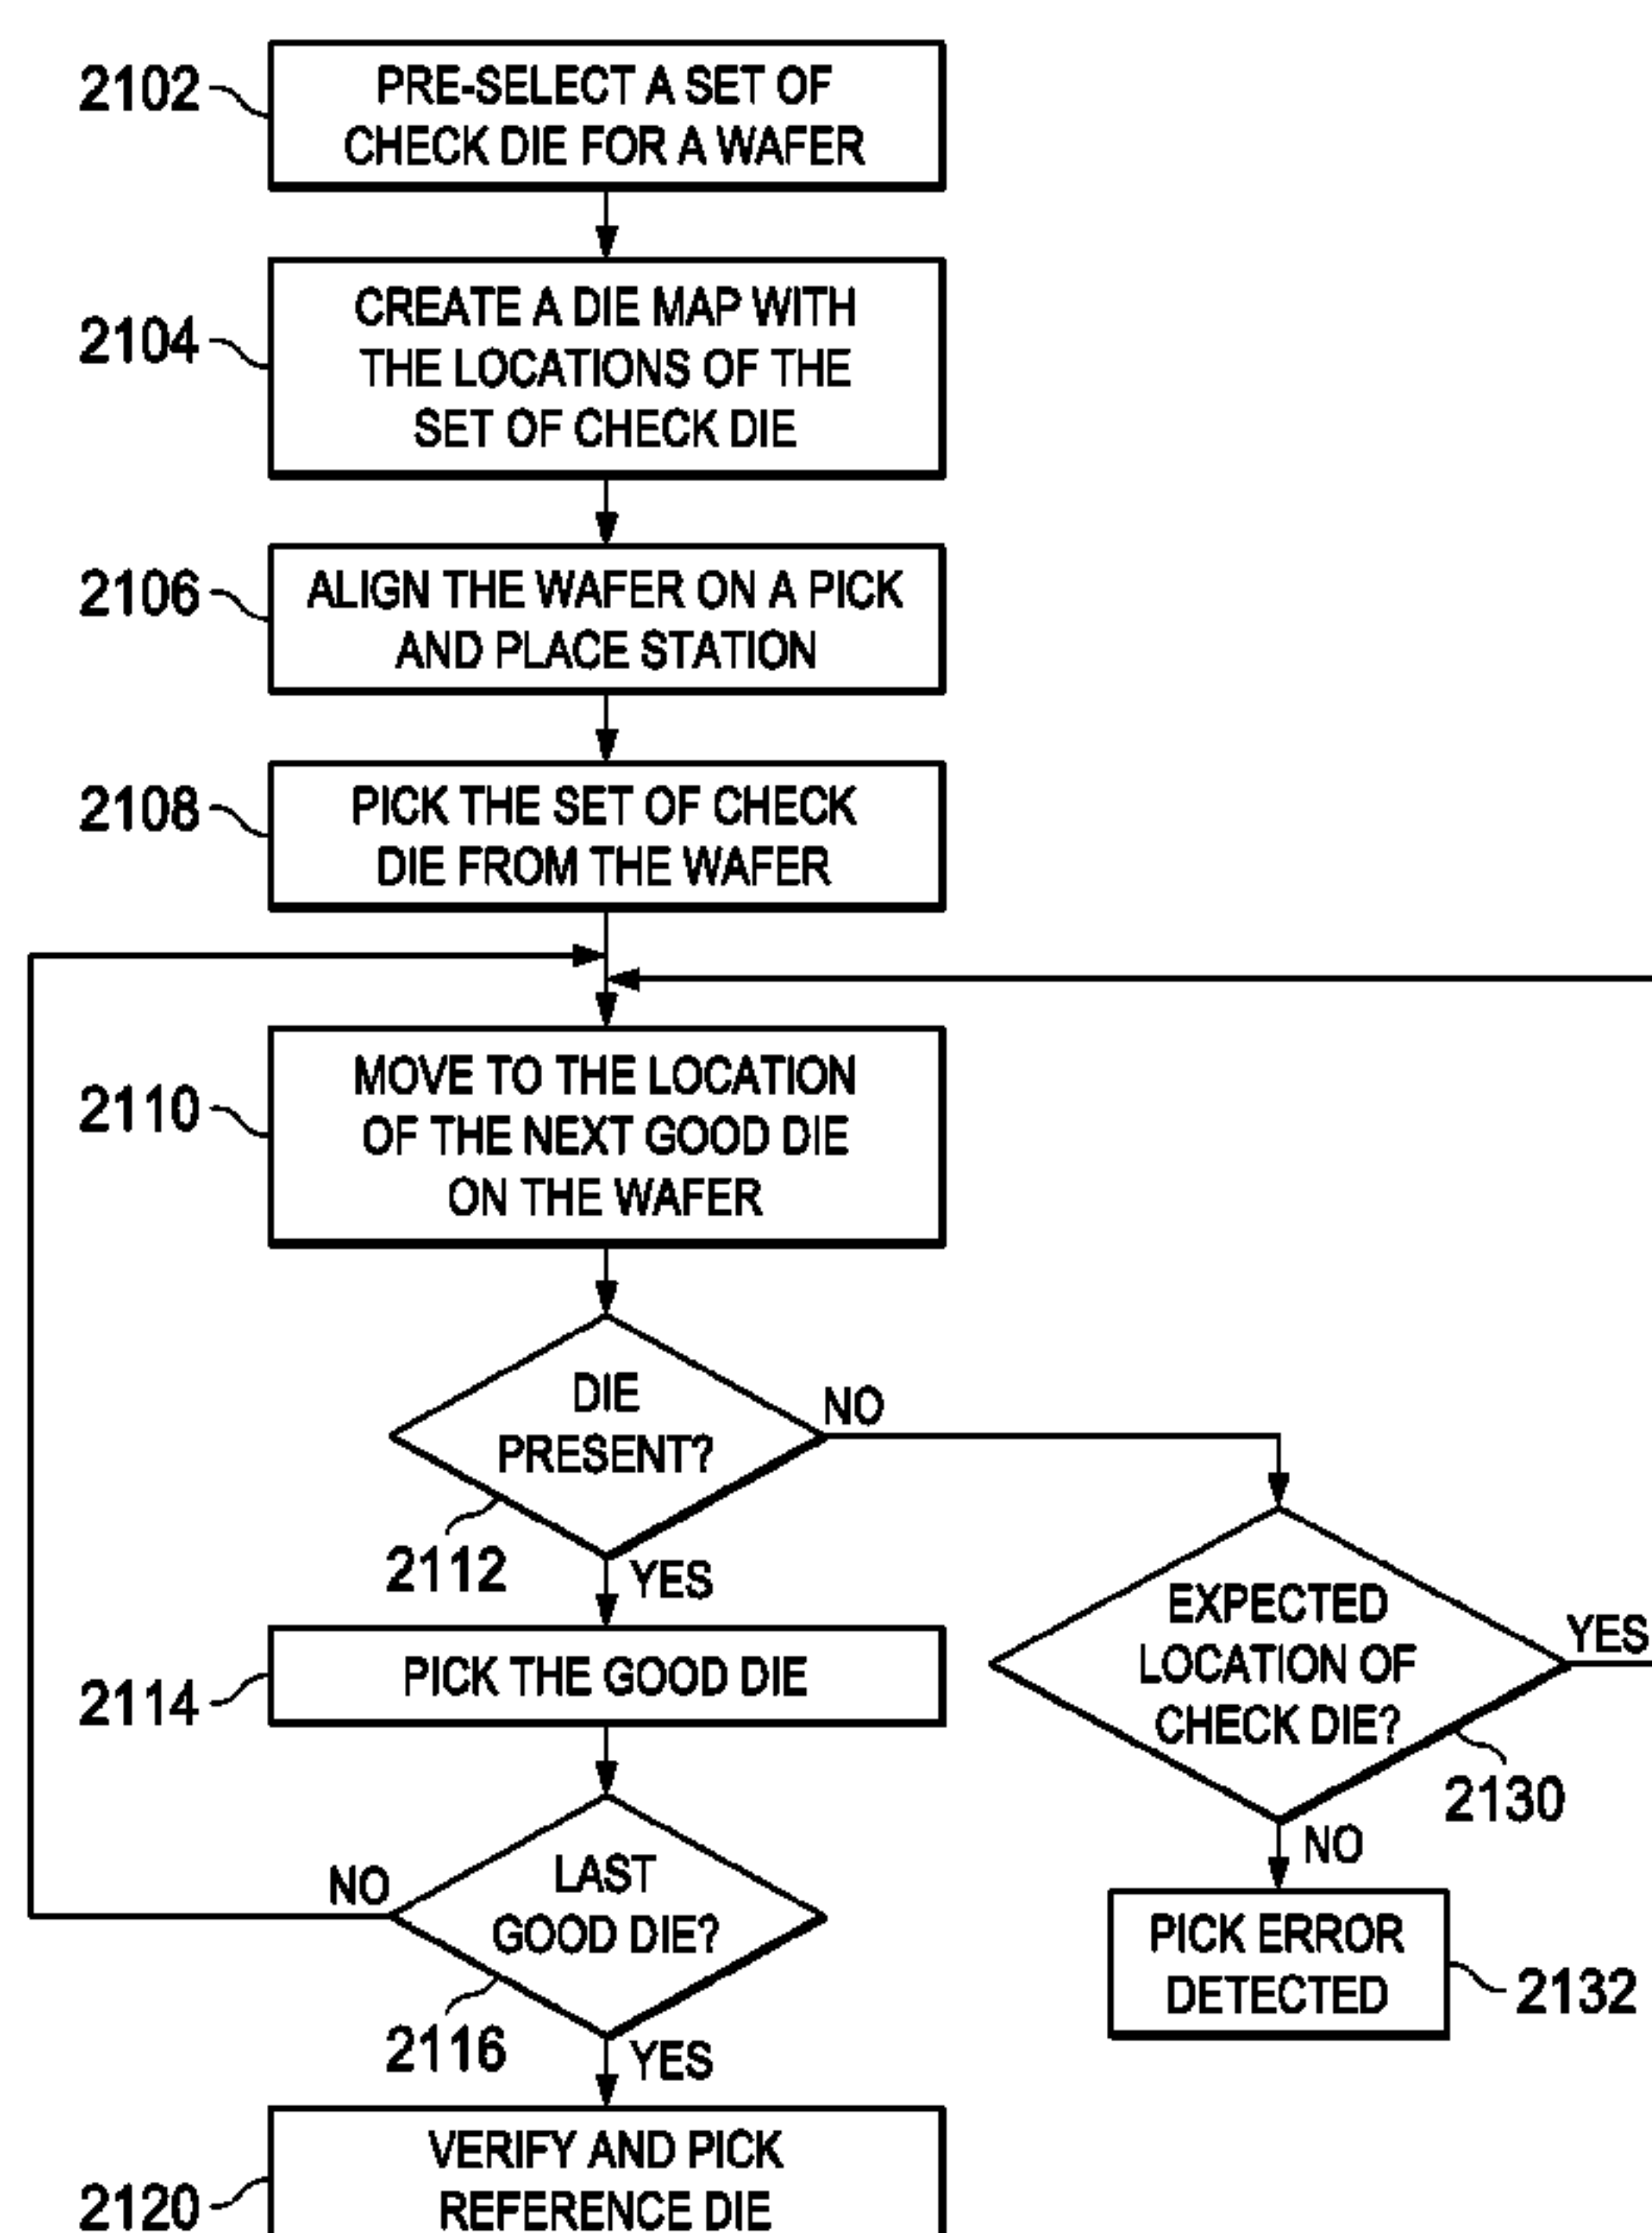 2102
PRE-SELECT A SET OF
CHECK DIE FOR A WAFER
2104
CREATE A DIE MAP WITH
THE LOCATIONS OF THE
SET OF CHECK DIE
2106
ALIGN THE WAFER ON A PICK
AND PLACE STATION
2108
PICK THE SET OF CHECK
DIE FROM THE WAFER
2110
MOVE TO THE LOCATION
OF THE NEXT GOOD DIE
ON THE WAFER
DIE
PRESENT?
NO
2112
YES
EXPECTED
LOCATION OF
CHECK DIE?
YES
2130
NO
2114
PICK THE GOOD DIE
LAST
GOOD DIE?
NO
2116
YES
PICK ERROR
DETECTED
2132
2120
VERIFY AND PICK
REFERENCE DIE